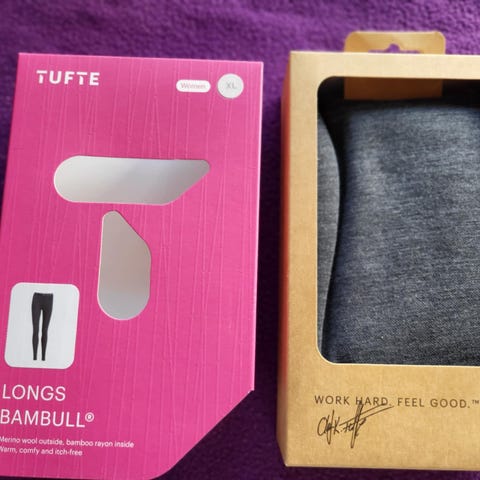 TUFTE
Women XL
LONGS
BAMBULL®
Merino wool outside, bamboo rayon inside
Warm, comfy and itch-free
WORK HARD. FEEL GOOD.™